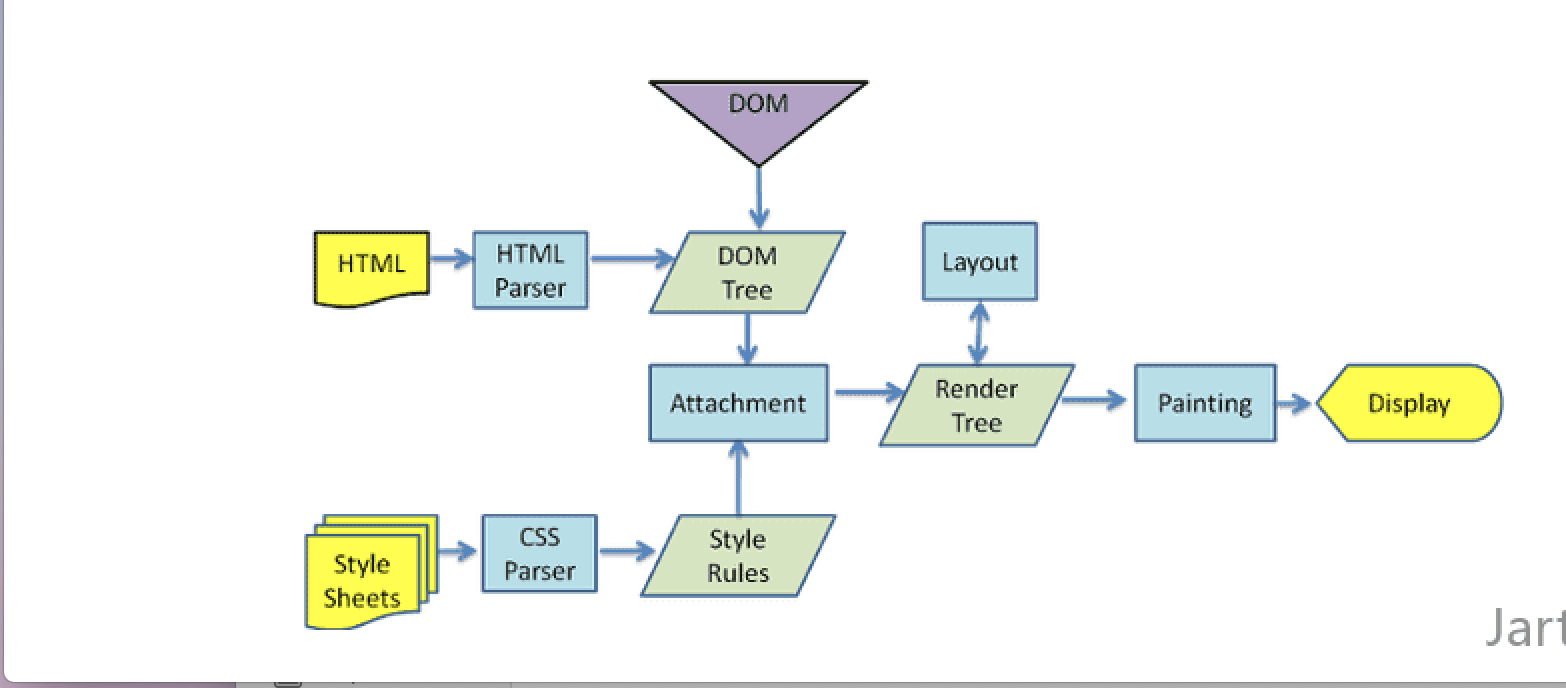 DOM
HTML
HTML
Parser
DOM
Tree
Layout
Attachment
Render
Tree
Painting
Display
Style
Sheets
CSS
Parser
Style
Rules
Jart